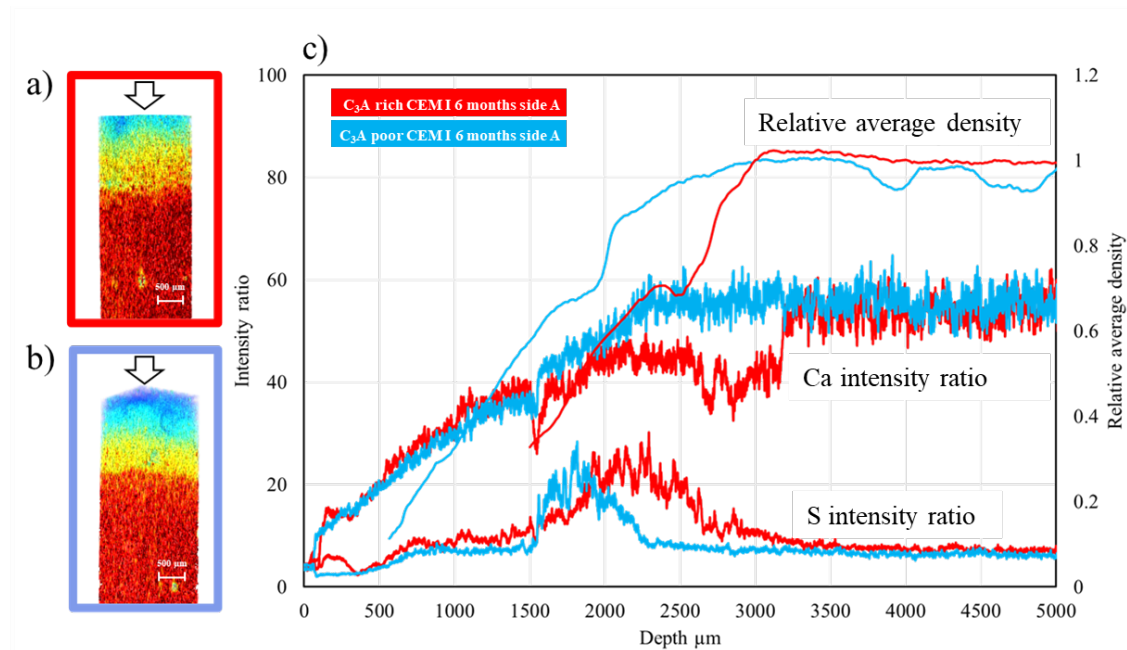 a)
500 µm
b)
500 µm
c)
C₃A rich CEM I 6 months side A
C₃A poor CEM I 6 months side A
Relative average density
Ca intensity ratio
S intensity ratio
Intensity ratio
100
80
60
40
20
0
1.2
1
0.8
0.6
0.4
0.2
0
Relative average density
0 500 1000 1500 2000 2500 3000 3500 4000 4500 5000
Depth µm